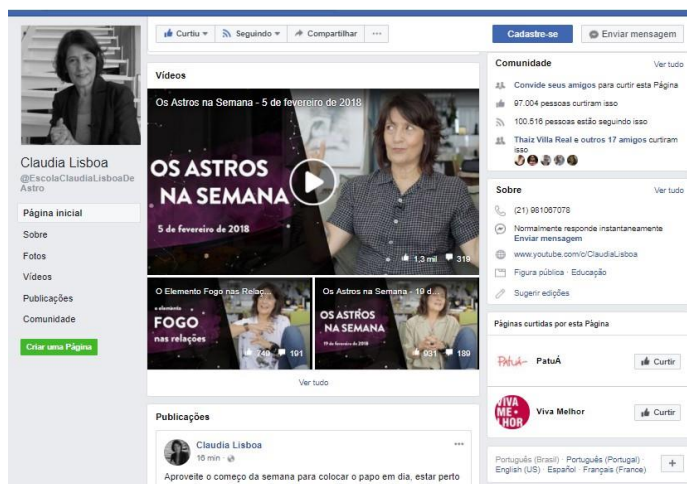 Curtiu
Seguindo
Compartilhar
Cadastre-se
Enviar mensagem
Claudia Lisboa
@EscolaClaudiaLisboaDe
Astro
Página inicial
Sobre
Fotos
Vídeos
Publicações
Comunidade
Criar uma Página
Vídeos
Os Astros na Semana - 5 de fevereiro de 2018
OS ASTROS
NA SEMANA
5 de fevereiro de 2018
1,3 mil 319
O Elemento Fogo nas Relaç...
o elemento
FOGO
nas relações
740 191
Os Astros na Semana - 19 d...
OS ASTROS
NA SEMANA
19 de fevereiro de 2018
931 189
Ver tudo
Publicações
Claudia Lisboa
16 min ·
Aproveite o começo da semana para colocar o papo em dia, estar perto
Comunidade Ver tudo
Convide seus amigos para curtir esta Página
97.004 pessoas curtiram isso
100.516 pessoas estão seguindo isso
Thaiz Villa Real e outros 17 amigos curtiram
isso
Sobre Ver tudo
(21) 981067078
Normalmente responde instantaneamente
Enviar mensagem
www.youtube.com/c/ClaudiaLisboa
Figura pública · Educação
Sugerir edições
Páginas curtidas por esta Página
Patuá PatuÁ Curtir
VIVA
ME
LHOR
Viva Melhor Curtir
Português (Brasil) · Português (Portugal) ·
English (US) · Español · Français (France)